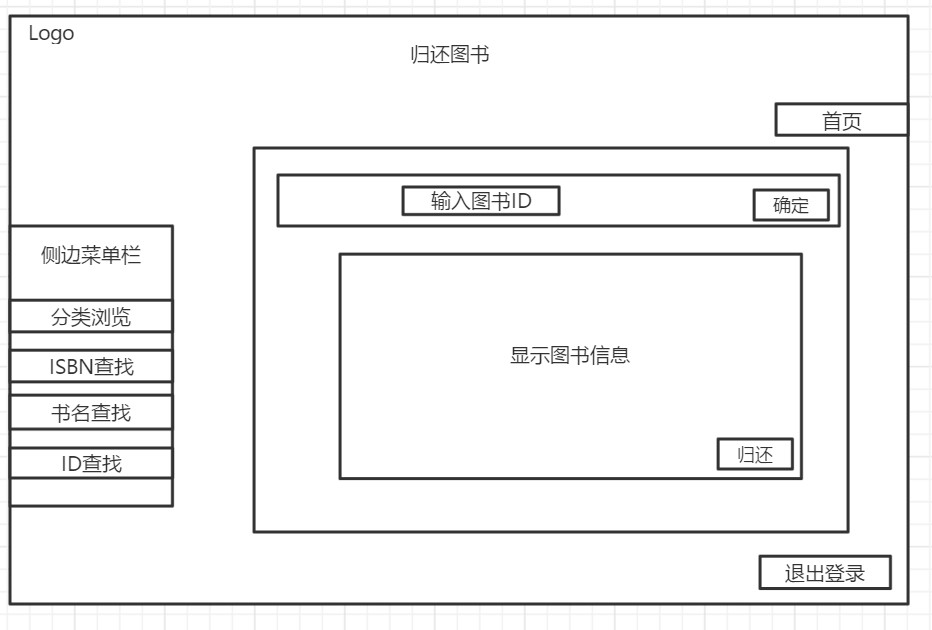 Logo
归还图书
首页
输入图书ID
确定
侧边菜单栏
分类浏览
ISBN查找
书名查找
ID查找
显示图书信息
归还
退出登录